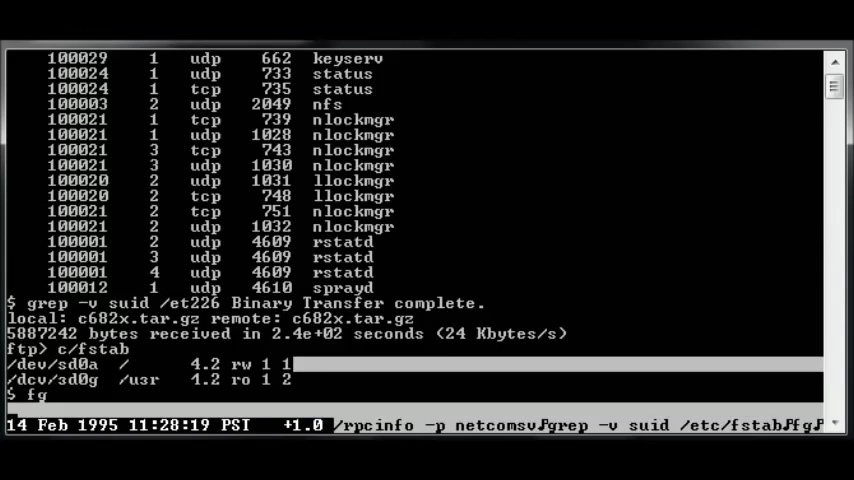 100029 1 udp 662 keyserv
100024 1 udp 733 status
100024 1 tcp 735 status
100003 2 udp 2049 nfs
100021 1 tcp 739 nlockmgr
100021 1 udp 1028 nlockmgr
100021 3 tcp 743 nlockmgr
100021 3 udp 1030 nlockmgr
100020 2 udp 1031 llockmgr
100020 2 tcp 748 llockmgr
100021 2 tcp 751 nlockmgr
100021 2 udp 1032 nlockmgr
100001 2 udp 4609 rstatd
100001 3 udp 4609 rstatd
100001 4 udp 4609 rstatd
100012 1 udp 4610 sprayd
$ grep -v suid /et226 Binary Transfer complete.
local: c682x.tar.gz remote: c682x.tar.gz
5887242 bytes received in 2.4e+02 seconds (24 Kbytes/s)
ftp> c/fstab
/dev/sd0a / 4.2 rw 1 1
/dev/sd0g /usr 4.2 ro 1 2
$ fg
14 Feb 1995 11:28:19 PST +1.0 /rpcinfo -p netcomsv♪grep -v suid /etc/fstab♪fg♪